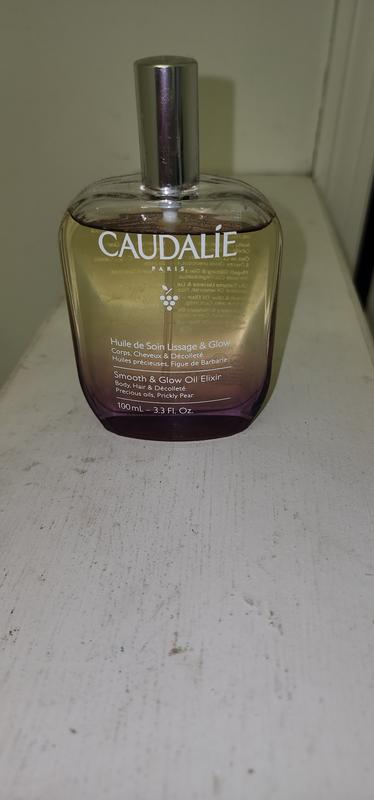 CAUDALÍE
PARIS
Huile de Soin Lissage & Glow
Corps, Cheveux & Décolleté.
Huiles précieuses, Figue de Barbarie.
Smooth & Glow Oil Elixir
Body, Hair & Décolleté.
Precious oils, Prickly Pear.
100mL - 3.3 Fl. Oz.